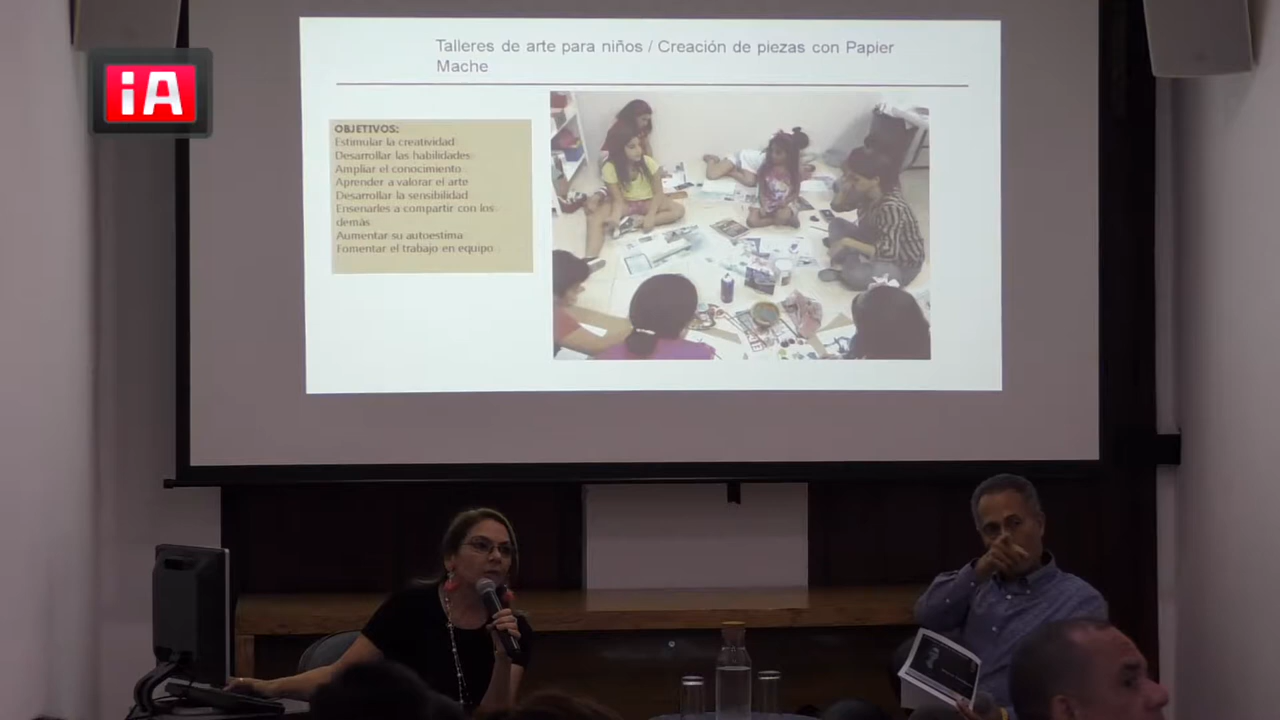 iA
Talleres de arte para niños / Creación de piezas con Papier
Mache
OBJETIVOS:
Estimular la creatividad
Desarrollar las habilidades
Ampliar el conocimiento
Aprender a valorar el arte
Desarrollar la sensibilidad
Ensenarles a compartir con los
demás
Aumentar su autoestima
Fomentar el trabajo en equipo